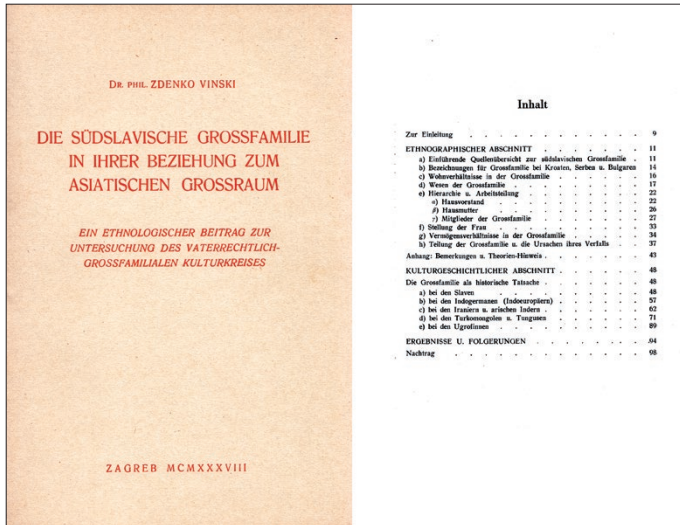 DR. PHIL. ZDENKO VINSKI
DIE SÜDSLAVISCHE GROSSFAMILIE
IN IHRER BEZIEHUNG ZUM
ASIATISCHEN GROSSRAUM
EIN ETHNOLOGISCHER BEITRAG ZUR
UNTERSUCHUNG DES VATERRECHTLICH-
GROSSFAMILIALEN KULTURKREISES
ZAGREB MCMXXXVIII
Inhalt
Zur Einleitung . . . . . . . . . . . 9
ETHNOGRAPHISCHER ABSCHNITT . . . . . . . 11
a) Einführende Quellenübersicht zur südslavischen Grossfamilie . 11
b) Bezeichnungen für Grossfamilie bei Kroaten, Serben u. Bulgaren 14
c) Wohnverhältnisse in der Grossfamilie . . . . . 16
d) Wesen der Grossfamilie . . . . . . . . 17
e) Hierarchie u. Arbeitsteilung . . . . . . . 22
α) Hausvorstand . . . . . . . . 22
β) Hausmutter . . . . . . . . 26
γ) Mitglieder der Grossfamilie . . . . . . 27
f) Stellung der Frau . . . . . . . . 33
g) Vermögensverhältnisse in der Grossfamilie . . . . 34
h) Teilung der Grossfamilie u. die Ursachen ihres Verfalls . . 37
Anhang: Bemerkungen u. Theorien-Hinweis . . . . . 43
KULTURGESCHICHTLICHER ABSCHNITT . . . . . 48
Die Grossfamilie als historische Tatsache . . . . . 48
a) bei den Slaven . . . . . . . . . 48
b) bei den Indogermanen (Indoeuropäern) . . . . . 57
c) bei den Iraniern u. arischen Indern . . . . . . 62
d) bei den Turkomongolen u. Tungusen . . . . . 71
e) bei den Ugrofinnen . . . . . . . . 89
ERGEBNISSE U. FOLGERUNGEN . . . . . . . 94
Nachtrag . . . . . . . . . . . 98